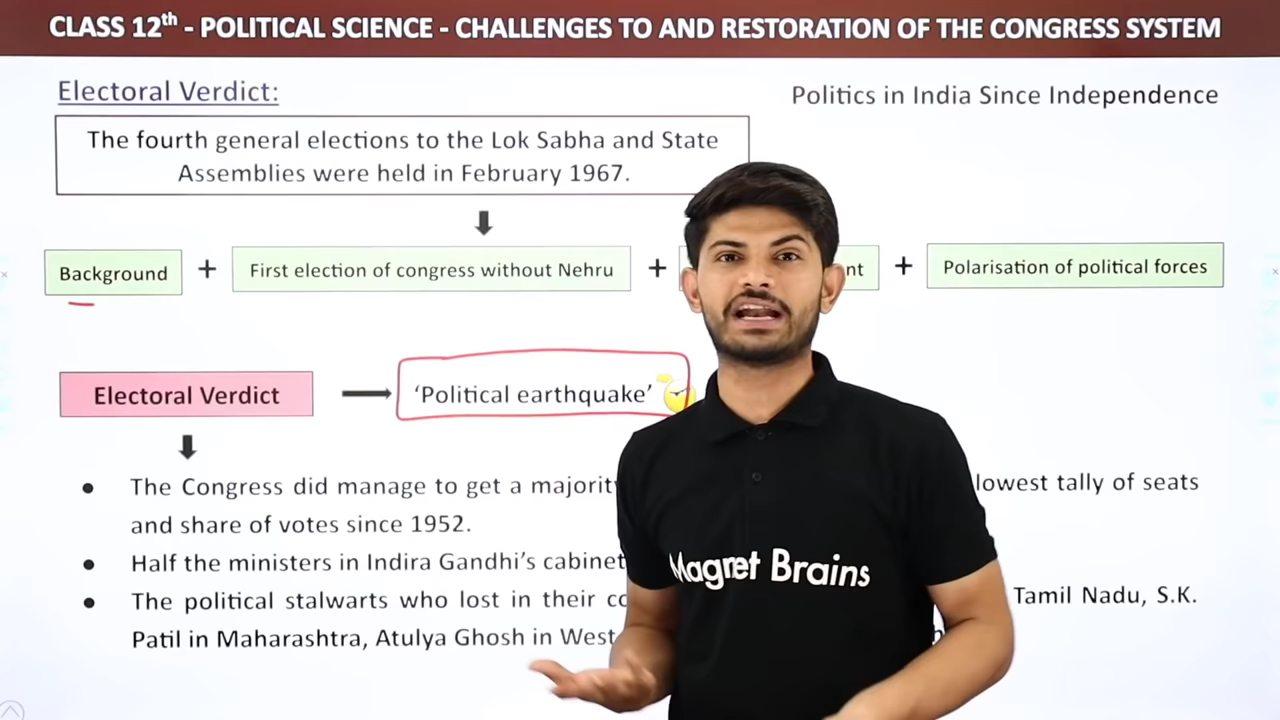 CLASS 12th - POLITICAL SCIENCE - CHALLENGES TO AND RESTORATION OF THE CONGRESS SYSTEM
Electoral Verdict:
Politics in India Since Independence
The fourth general elections to the Lok Sabha and State
Assemblies were held in February 1967.
Background + First election of congress without Nehru + nt + Polarisation of political forces
Electoral Verdict
‘Political earthquake’
● The Congress did manage to get a majority lowest tally of seats
and share of votes since 1952.
● Half the ministers in Indira Gandhi’s cabinet
● The political stalwarts who lost in their co Tamil Nadu, S.K.
Patil in Maharashtra, Atulya Ghosh in West
Magnet Brains